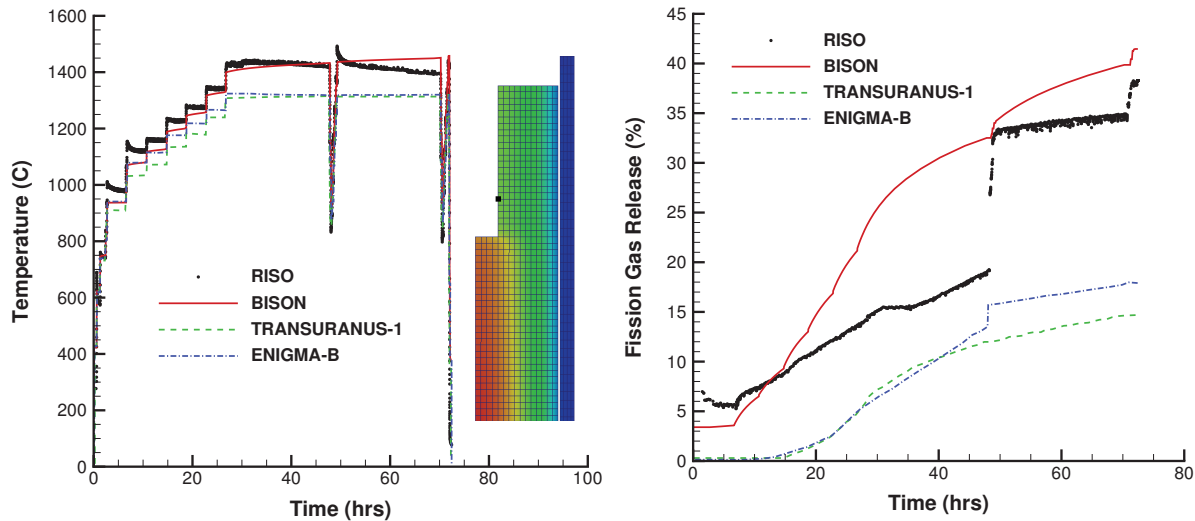 1600
1400
1200
1000
800
600
400
200
0
Temperature (C)
RISO
BISON
TRANSURANUS-1
ENIGMA-B
0 20 40 60 80 100
Time (hrs)
45
40
35
30
25
20
15
10
5
0
Fission Gas Release (%)
RISO
BISON
TRANSURANUS-1
ENIGMA-B
0 20 40 60 80
Time (hrs)